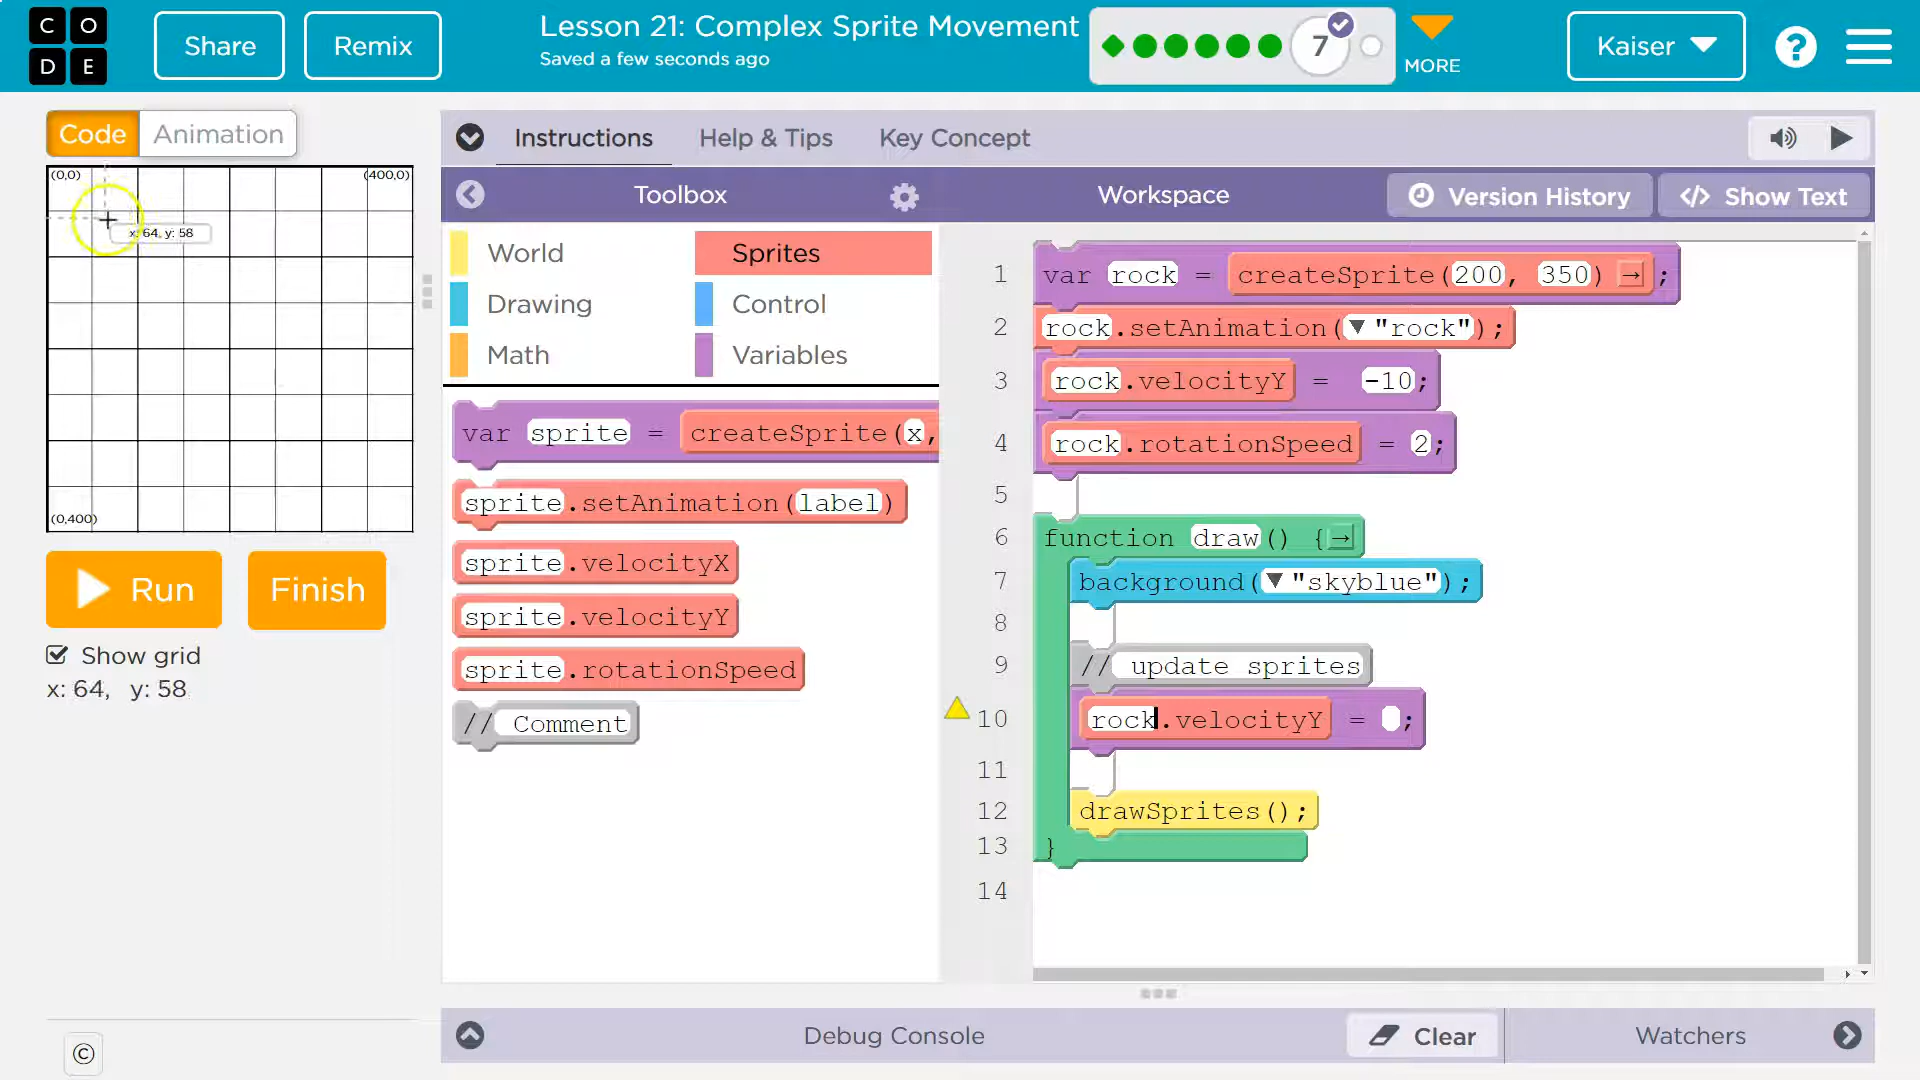 C O
D E
Share
Remix
Lesson 21: Complex Sprite Movement
Saved a few seconds ago
7
MORE
Kaiser
?
Code
Animation
(0,0)
(400,0)
x: 64, y: 58
(0,400)
Run
Finish
Show grid
x: 64, y: 58
©
Instructions
Help & Tips
Key Concept
Toolbox
Workspace
Version History
</> Show Text
World
Sprites
Drawing
Control
Math
Variables
var sprite = createSprite(x,
sprite.setAnimation(label)
sprite.velocityX
sprite.velocityY
sprite.rotationSpeed
// Comment
1 var rock = createSprite(200, 350) → ;
2 rock.setAnimation(▼ "rock");
3 rock.velocityY = -10;
4 rock.rotationSpeed = 2;
5
6 function draw() {→
7 background(▼ "skyblue");
8
9 // update sprites
10 rock.velocityY = ;
11
12 drawSprites();
13 }
14
Debug Console
Clear
Watchers